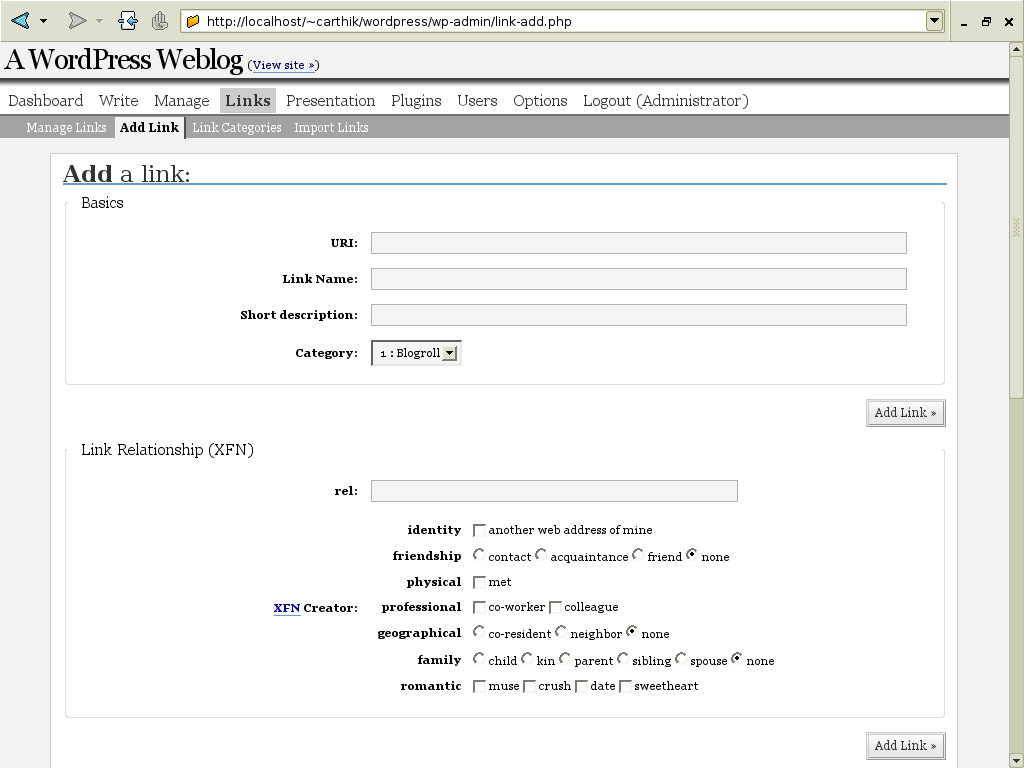 http://localhost/~carthik/wordpress/wp-admin/link-add.php
A WordPress Weblog (View site »)
Dashboard Write Manage Links Presentation Plugins Users Options Logout (Administrator)
Manage Links Add Link Link Categories Import Links
Add a link:
Basics
URI:
Link Name:
Short description:
Category: 1 : Blogroll
Add Link »
Link Relationship (XFN)
rel:
identity another web address of mine
friendship contact acquaintance friend none
physical met
XFN Creator: professional co-worker colleague
geographical co-resident neighbor none
family child kin parent sibling spouse none
romantic muse crush date sweetheart
Add Link »